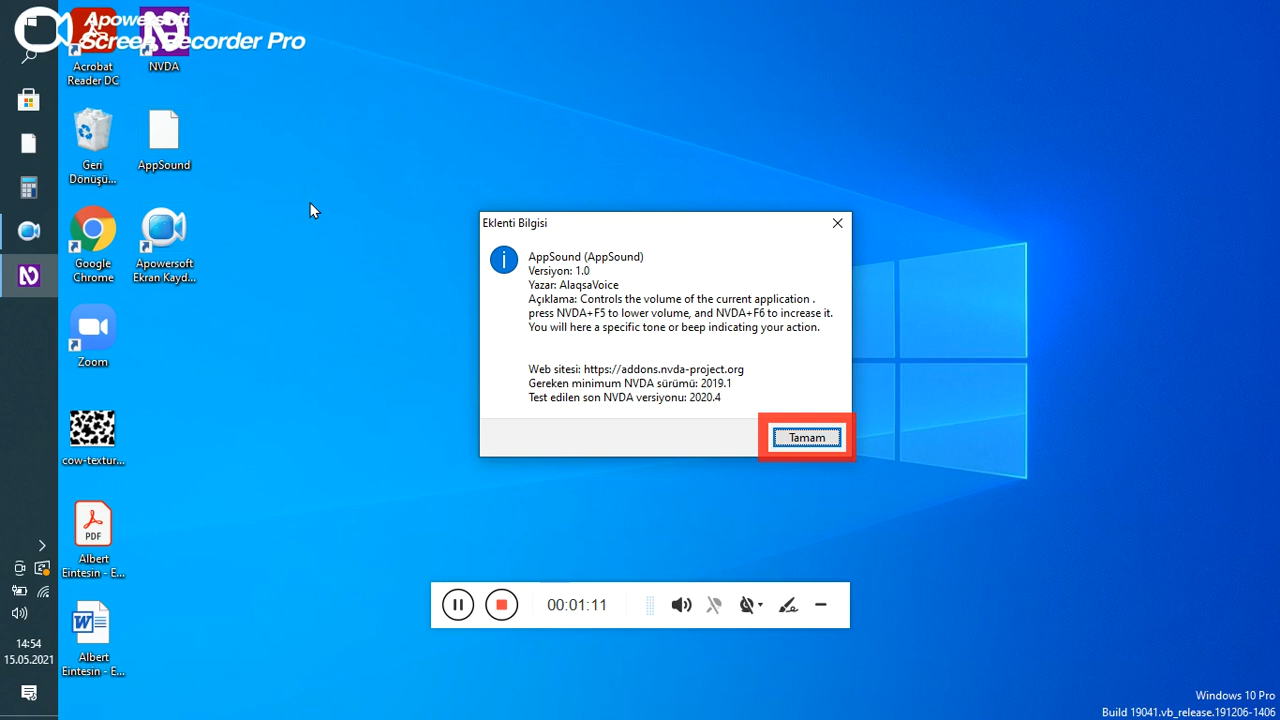 Apowersoft
Screen Recorder Pro
Acrobat
Reader DC
NVDA
Geri
Dönüşü...
AppSound
Google
Chrome
Apowersoft
Ekran Kayd...
Zoom
cow-textur...
PDF
Albert
Eintesin - E...
Albert
Eintesin - E...
Eklenti Bilgisi
AppSound (AppSound)
Versiyon: 1.0
Yazar: AlaqsaVoice
Açıklama: Controls the volume of the current application .
press NVDA+F5 to lower volume, and NVDA+F6 to increase it.
You will here a specific tone or beep indicating your action.
Web sitesi: https://addons.nvda-project.org
Gereken minimum NVDA sürümü: 2019.1
Test edilen son NVDA versiyonu: 2020.4
Tamam
00:01:11
14:54
15.05.2021
Windows 10 Pro
Build 19041.vb_release.191206-1406